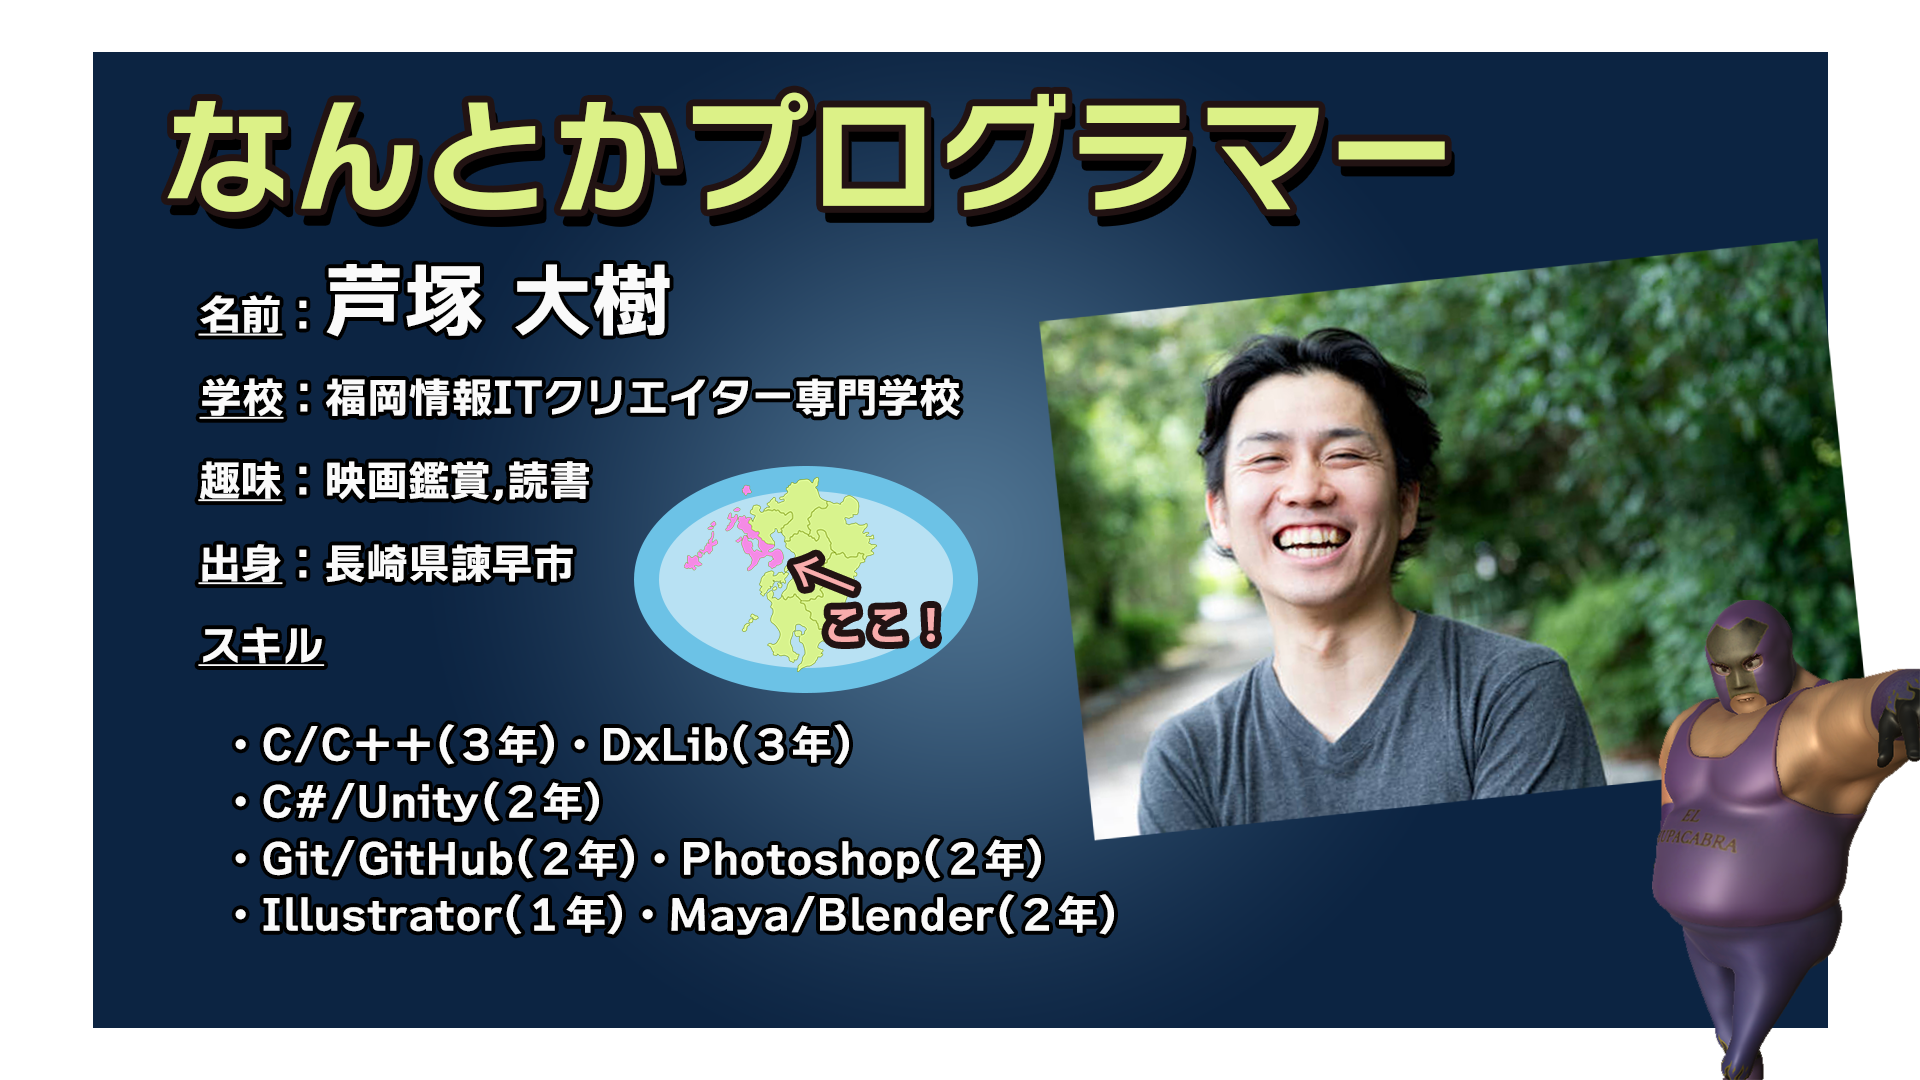 なんとかプログラマー
名前：芦塚 大樹
学校：福岡情報ITクリエイター専門学校
趣味：映画鑑賞,読書
出身：長崎県諫早市
ここ！
スキル
・C/C＋＋(３年)・DxLib(３年)
・C#/Unity(２年)
・Git/GitHub(２年)・Photoshop(２年)
・Illustrator(１年)・Maya/Blender(２年)
EL
UPACABRA